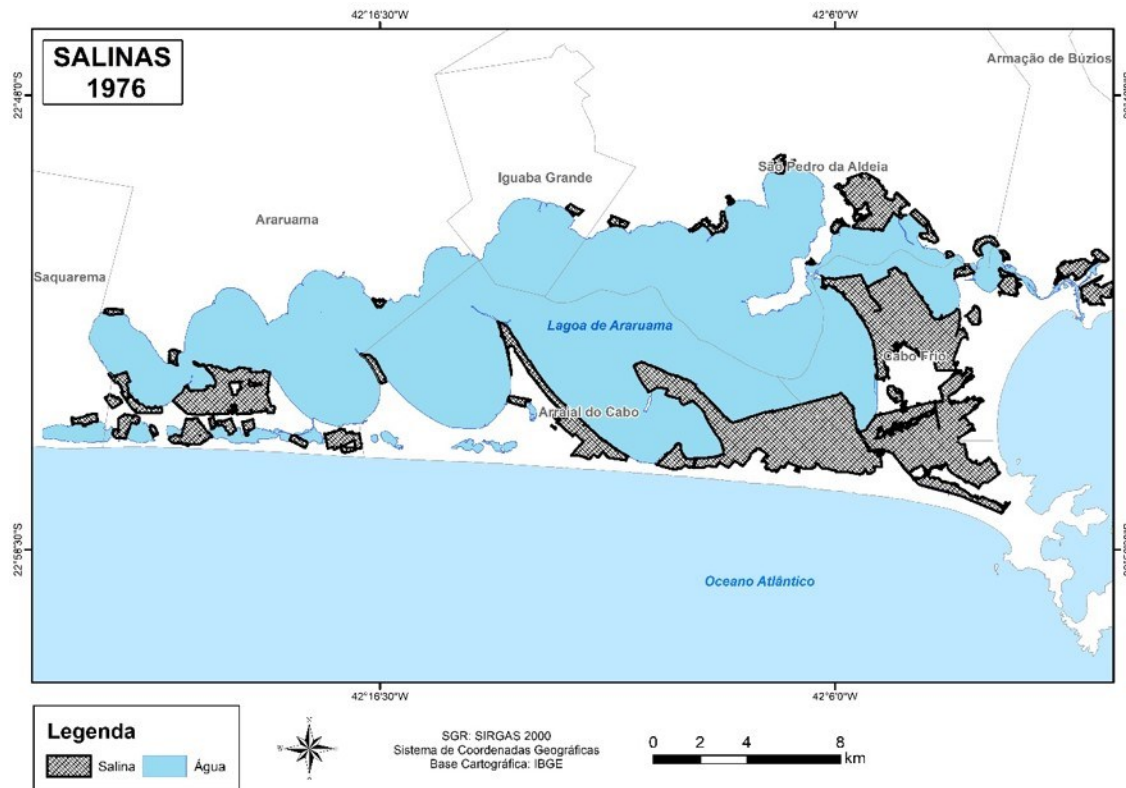 SALINAS
1976
42°16'30"W
42°6'0"W
22°48'0"S
Armação de Búzios
São Pedro da Aldeia
Iguaba Grande
Araruama
Saquarema
Lagoa de Araruama
Cabo Frio
Arraial do Cabo
22°58'30"S
Oceano Atlântico
42°16'30"W
42°6'0"W
Legenda
Salina
Água
N
SGR: SIRGAS 2000
Sistema de Coordenadas Geográficas
Base Cartográfica: IBGE
0 2 4 8
km